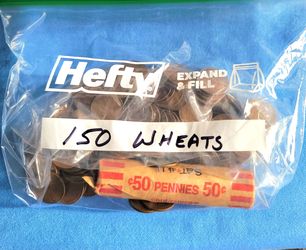 Hefty
EXPAND
& FILL
150 WHEATS
¢50 PENNIES 50¢